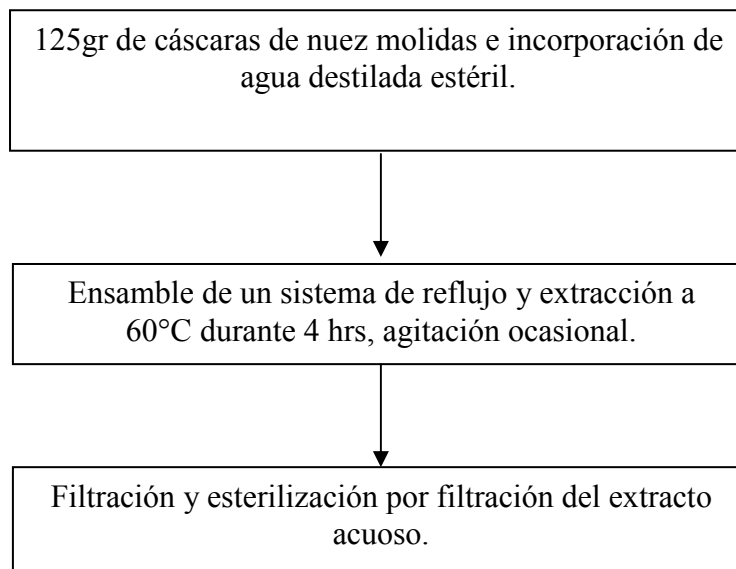 125gr de cáscaras de nuez molidas e incorporación de
agua destilada estéril.
Ensamble de un sistema de reflujo y extracción a
60°C durante 4 hrs, agitación ocasional.
Filtración y esterilización por filtración del extracto
acuoso.